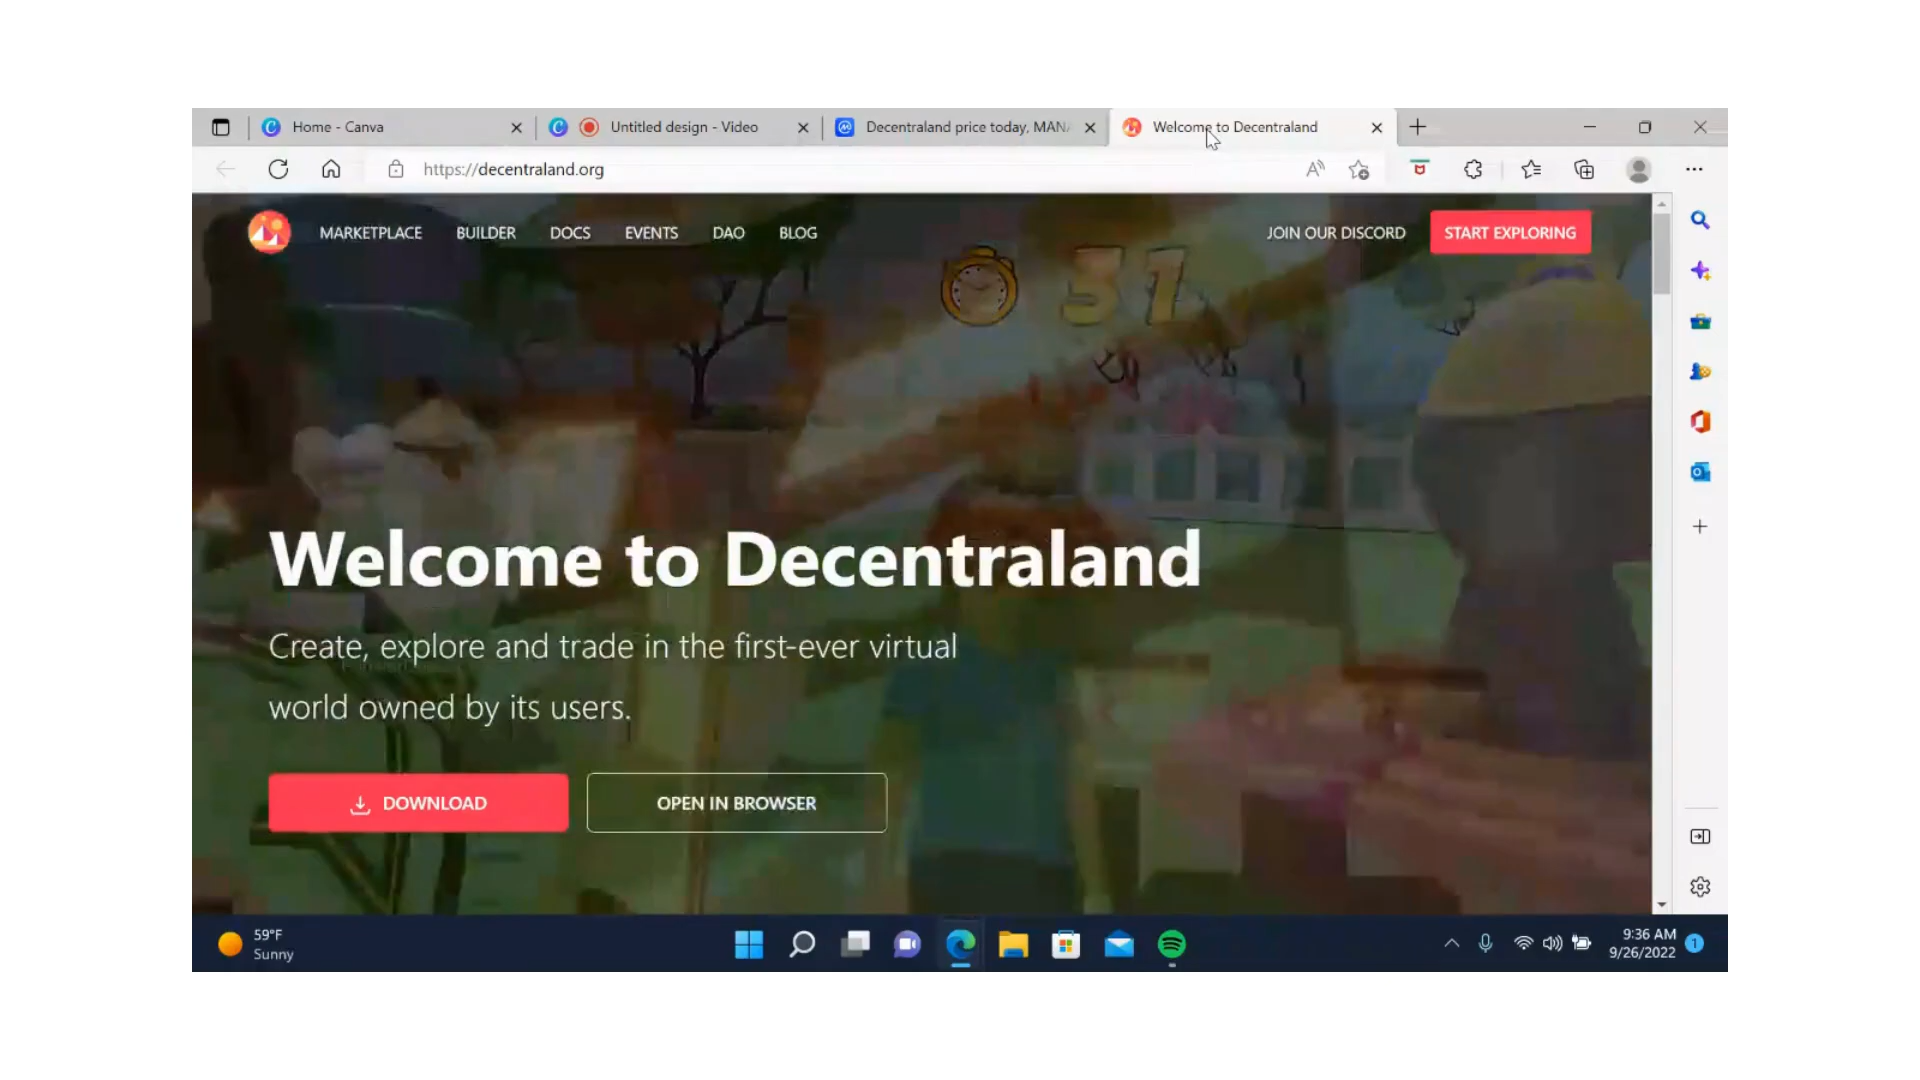 Home - Canva
Untitled design - Video
Decentraland price today, MANA
Welcome to Decentraland
https://decentraland.org
MARKETPLACE
BUILDER
DOCS
EVENTS
DAO
BLOG
JOIN OUR DISCORD
START EXPLORING
31
Welcome to Decentraland
Create, explore and trade in the first-ever virtual
world owned by its users.
DOWNLOAD
OPEN IN BROWSER
59°F
Sunny
9:36 AM
9/26/2022
1